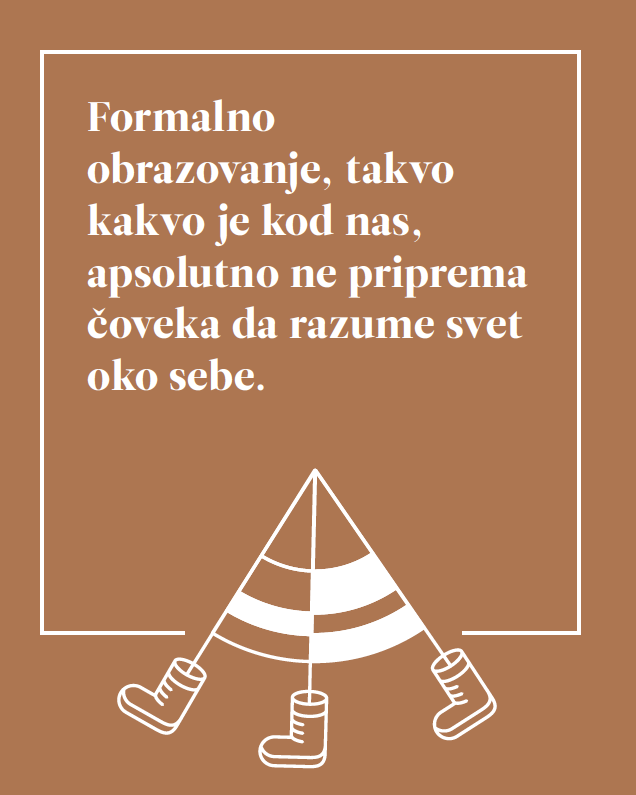 Formalno
obrazovanje, takvo
kakvo je kod nas,
apsolutno ne priprema
čoveka da razume svet
oko sebe.